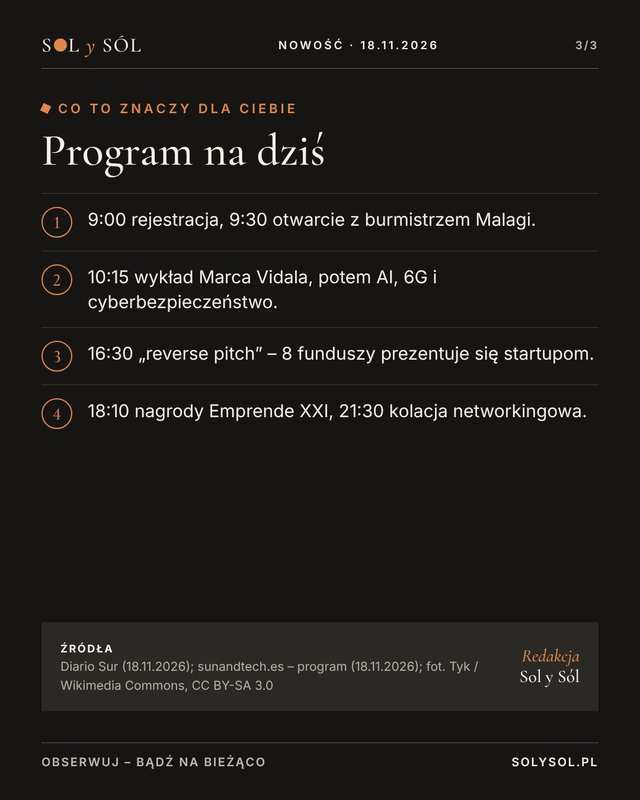 SOL y SÓL
NOWOŚĆ · 18.11.2026
3/3
CO TO ZNACZY DLA CIEBIE
Program na dziś
1 9:00 rejestracja, 9:30 otwarcie z burmistrzem Malagi.
2 10:15 wykład Marca Vidala, potem AI, 6G i
cyberbezpieczeństwo.
3 16:30 „reverse pitch” – 8 funduszy prezentuje się startupom.
4 18:10 nagrody Emprende XXI, 21:30 kolacja networkingowa.
ŹRÓDŁA
Diario Sur (18.11.2026); sunandtech.es – program (18.11.2026); fot. Tyk /
Wikimedia Commons, CC BY-SA 3.0
Redakcja
Sol y Sól
OBSERWUJ – BĄDŹ NA BIEŻĄCO
SOLYSOL.PL